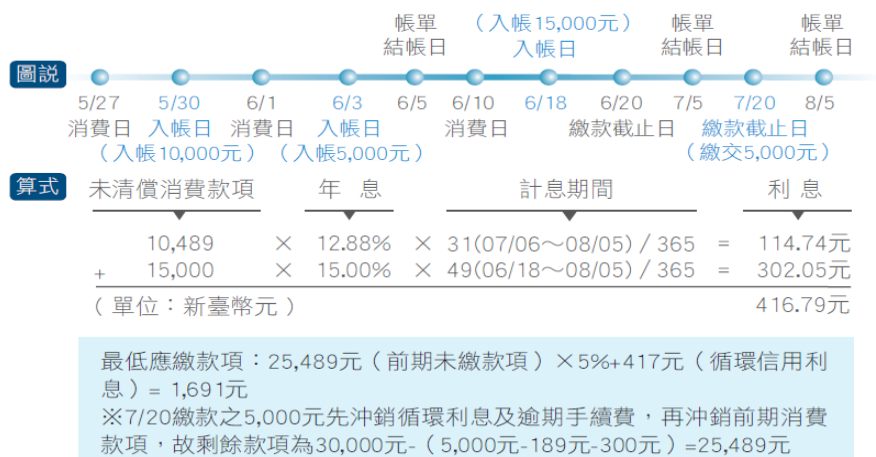 帳單 （入帳15,000元） 帳單 帳單
結帳日 入帳日 結帳日 結帳日
圖説
5/27 5/30 6/1 6/3 6/5 6/10 6/18 6/20 7/5 7/20 8/5
消費日 入帳日 消費日 入帳日 消費日 繳款截止日 繳款截止日
（入帳10,000元）（入帳5,000元） （繳交5,000元）
算式 未清償消費款項 年 息 計息期間 利 息
10,489 × 12.88% × 31(07/06～08/05) / 365 = 114.74元
+ 15,000 × 15.00% × 49(06/18～08/05) / 365 = 302.05元
（單位：新臺幣元） 416.79元
最低應繳款項：25,489元（前期未繳款項）×5%+417元（循環信用利
息）= 1,691元
※7/20繳款之5,000元先沖銷循環利息及逾期手續費，再沖銷前期消費
款項，故剩餘款項為30,000元-（5,000元-189元-300元）=25,489元